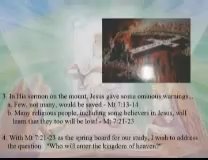 3. In His sermon on the mount, Jesus gave some ominous warnings...
a. Few, not many, would be saved - Mt 7:13-14
b. Many religious people, including some believers in Jesus, will
learn that they too will be lost! - Mt 7:21-23
4. With Mt 7:21-23 as the spring board for our study, I wish to address
the question: "Who will enter the kingdom of heaven?"